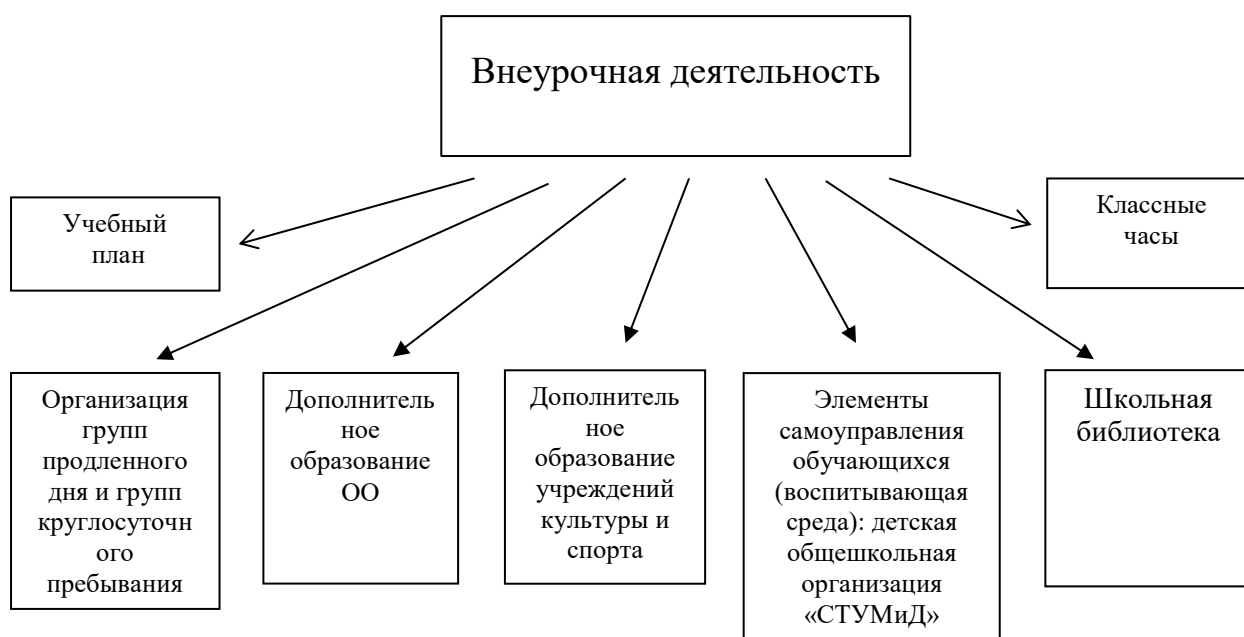 Внеурочная деятельность
Учебный
план
Классные
часы
Организация
групп
продленного
дня и групп
круглосуточн
ого
пребывания
Дополнитель
ное
образование
ОО
Дополнитель
ное
образование
учреждений
культуры и
спорта
Элементы
самоуправления
обучающихся
(воспитывающая
среда): детская
общешкольная
организация
«СТУМиД»
Школьная
библиотека